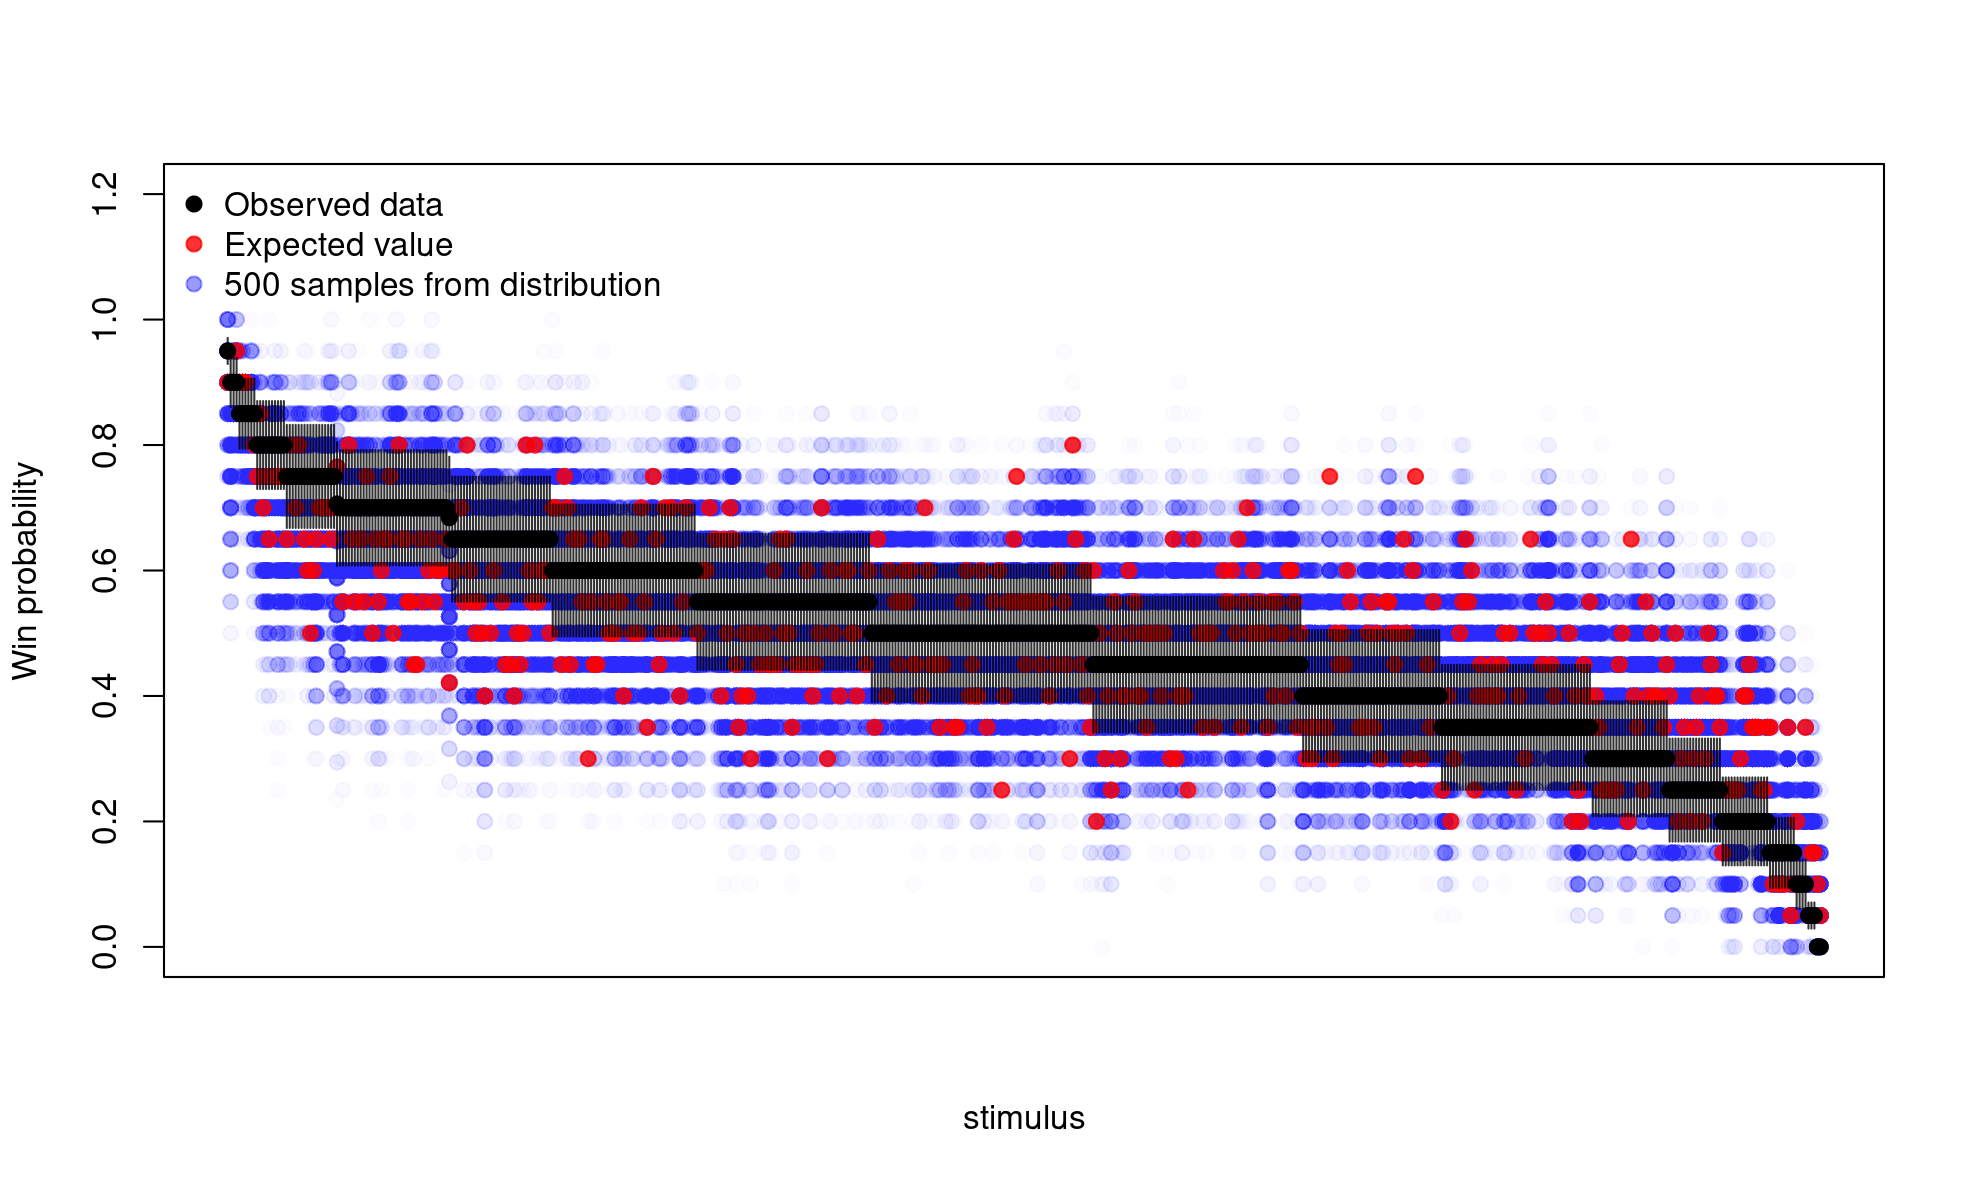 Observed data
Expected value
500 samples from distribution
1.2
1.0
0.8
0.6
0.4
0.2
0.0
Win probability
stimulus